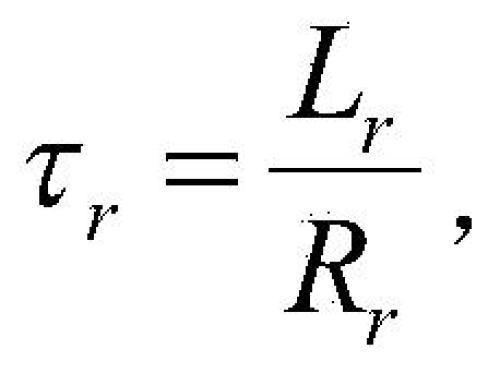 τ_r = L_r / R_r ,